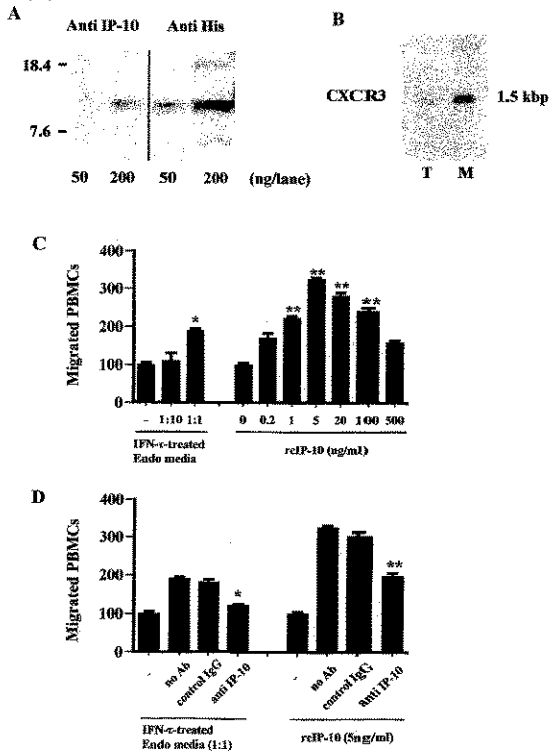 A
Anti IP-10 Anti His
18.4
7.6
50 200 50 200 (ng/lane)
B
CXCR3 1.5 kbp
T M
C
Migrated PBMCs
400
300
200
100
0
* ** ** ** **
- 1:10 1:1
IFN-τ-treated
Endo media
0 0.2 1 5 20 100 500
rcIP-10 (ng/ml)
D
Migrated PBMCs
400
300
200
100
0
* **
- no Ab control IgG anti IP-10
IFN-τ-treated
Endo media (1:1)
- no Ab control IgG anti IP-10
rcIP-10 (5ng/ml)